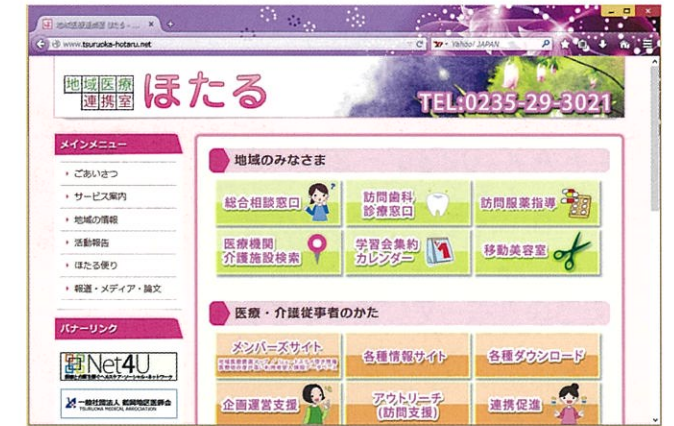 www.tsuruoka-hotaru.net
Yahoo! JAPAN
地域医療
連携室
ほたる
TEL:0235-29-3021
メインメニュー
ごあいさつ
サービス案内
地域の情報
活動報告
ほたる便り
報道・メディア・論文
バナーリンク
Net4U
一般社団法人 鶴岡地区医師会
TSURUOKA MEDICAL ASSOCIATION
地域のみなさま
総合相談窓口
訪問歯科
診療窓口
訪問服薬指導
医療機関
介護施設検索
学習会集約
カレンダー
移動美容室
医療・介護従事者のかた
メンバーズサイト
各種情報サイト
各種ダウンロード
企画運営支援
アウトリーチ
(訪問支援)
連携促進